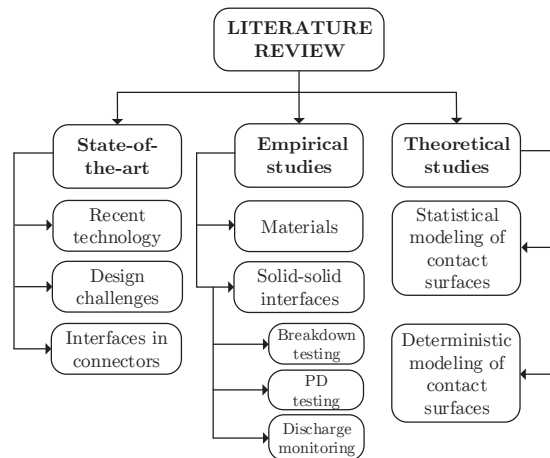 LITERATURE
REVIEW
State-of-
the-art
Recent
technology
Design
challenges
Interfaces in
connectors
Empirical
studies
Materials
Solid-solid
interfaces
Breakdown
testing
PD
testing
Discharge
monitoring
Theoretical
studies
Statistical
modeling of
contact
surfaces
Deterministic
modeling of
contact
surfaces